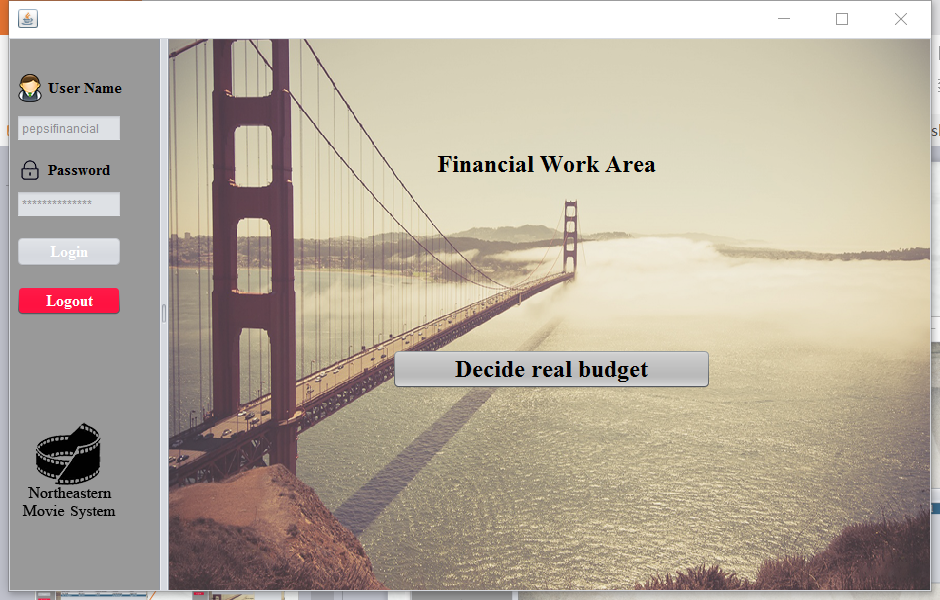 User Name
pepsifinancial
Password
**************
Login
Logout
Northeastern
Movie System
Financial Work Area
Decide real budget